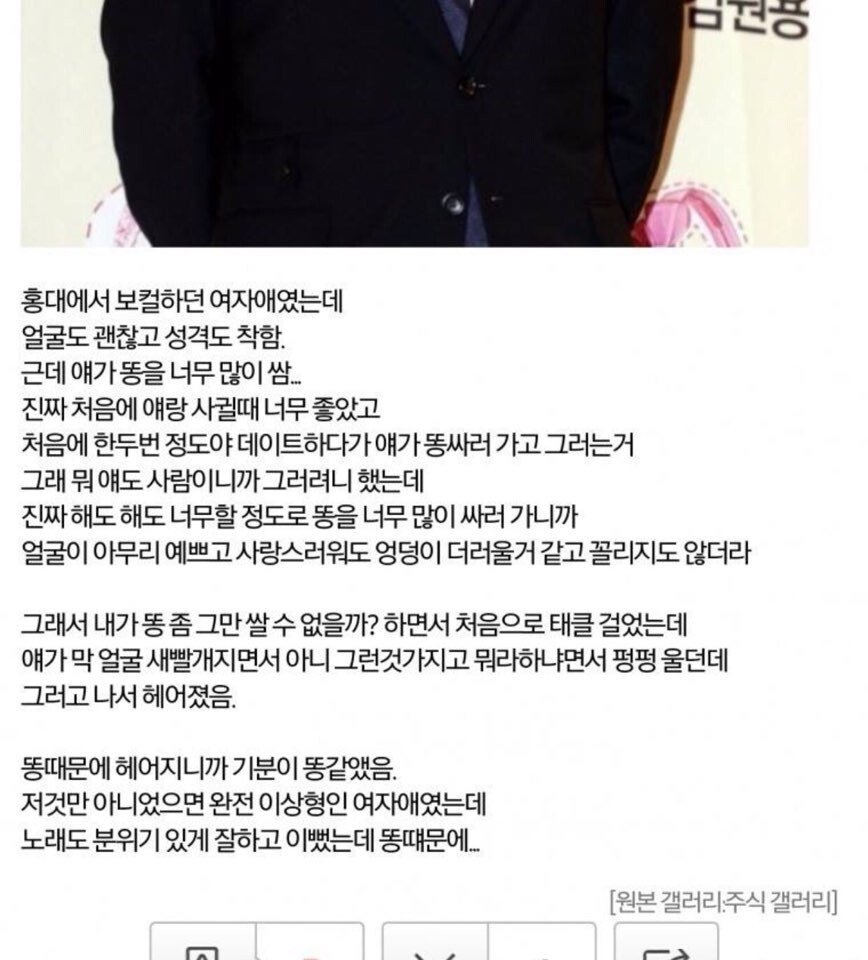 홍대에서 보컬하던 여자애였는데
얼굴도 괜찮고 성격도 착함.
근데 얘가 똥을 너무 많이 쌈...
진짜 처음에 얘랑 사귈때 너무 좋았고
처음에 한두번 정도야 데이트하다가 얘가 똥싸러 가고 그러는거
그래 뭐 얘도 사람이니까 그러려니 했는데
진짜 해도 해도 너무할 정도로 똥을 너무 많이 싸러 가니까
얼굴이 아무리 예쁘고 사랑스러워도 엉덩이 더러울거 같고 꼴리지도 않더라
그래서 내가 똥 좀 그만 쌀 수 없을까? 하면서 처음으로 태클 걸었는데
얘가 막 얼굴 새빨개지면서 아니 그런것가지고 뭐라하냐면서 펑펑 울던데
그러고 나서 헤어졌음.
똥때문에 헤어지니까 기분이 똥같앴음.
저것만 아니었으면 완전 이상형인 여자애였는데
노래도 분위기 있게 잘하고 이뻤는데 똥떄문에...
[원본 갤러리:주식 갤러리]